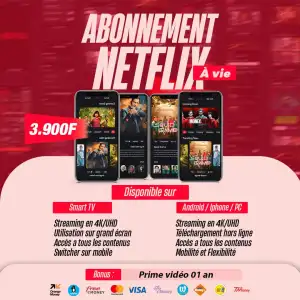 ABONNEMENT
NETFLIX
À vie
3.900F
Disponible sur
Smart TV
Streaming en 4K/UHD
Utilisation sur grand écran
Accés a tous les contenus
Switcher sur mobile
Android / Iphone / PC
Streaming en 4K/UHD
Téléchargement hors ligne
Accés a tous les contenus
Mobilité et Flexibilité
Bonus :
Prime vidéo 01 an
VISA